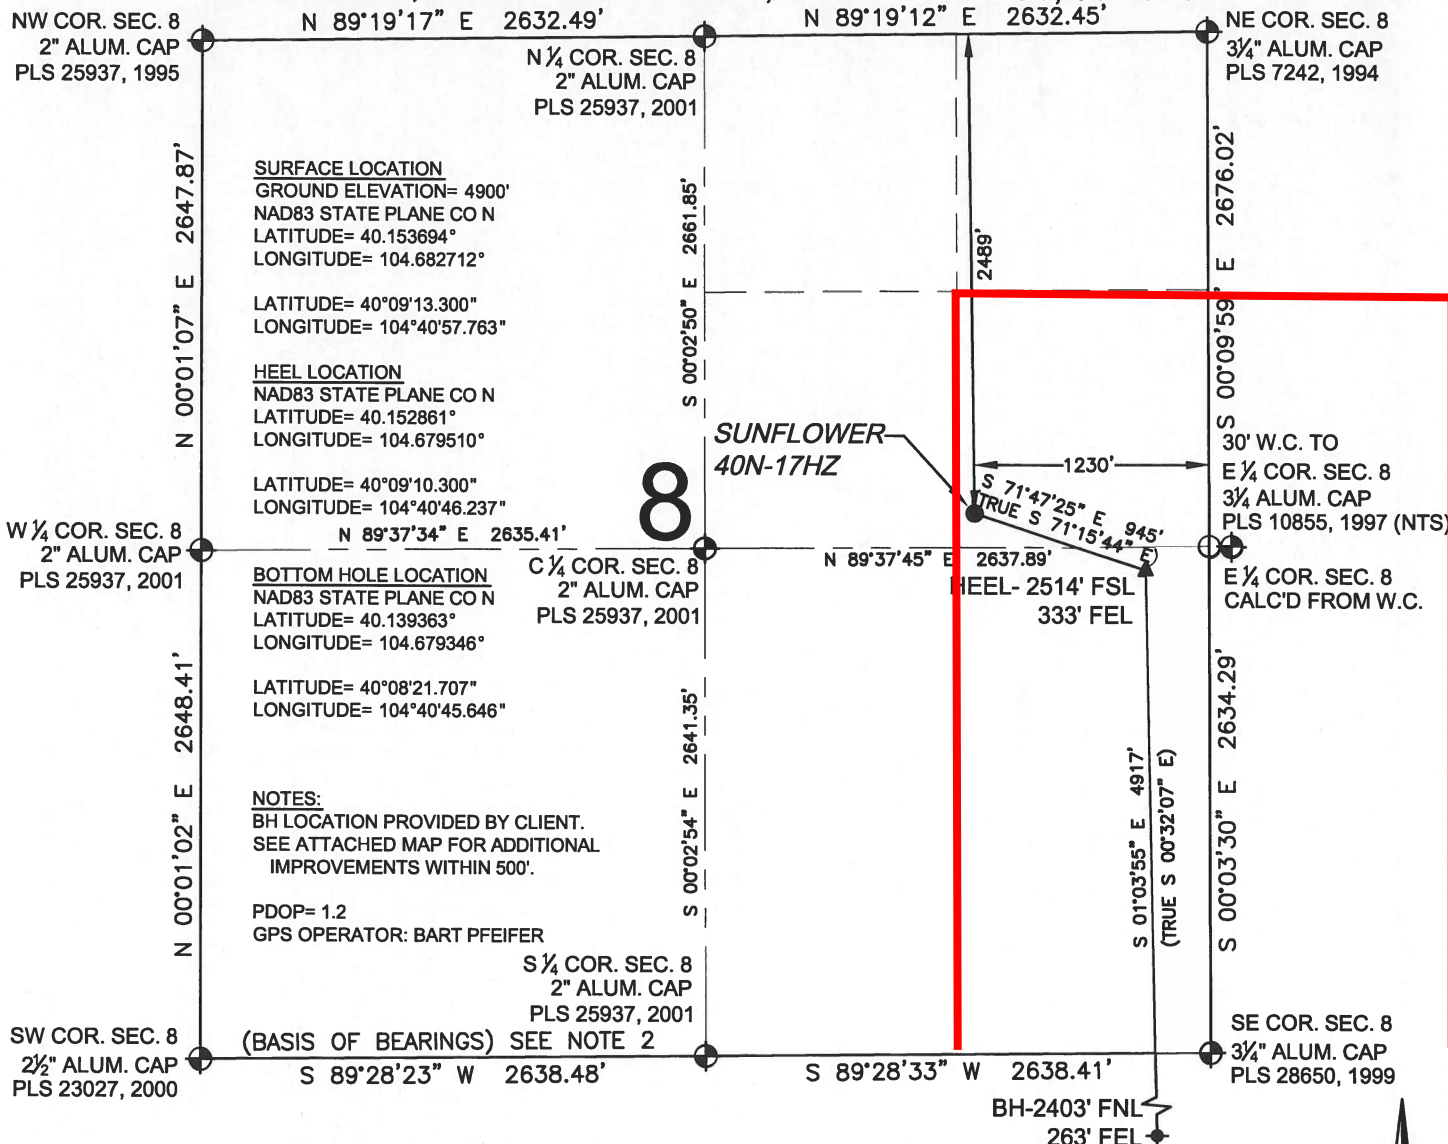 N 89°19'17" E 2632.49'
N 89°19'12" E 2632.45'
NW COR. SEC. 8
2" ALUM. CAP
PLS 25937, 1995
N ¼ COR. SEC. 8
2" ALUM. CAP
PLS 25937, 2001
NE COR. SEC. 8
3¼" ALUM. CAP
PLS 7242, 1994
N 00°01'07" E 2647.87'
SURFACE LOCATION
GROUND ELEVATION= 4900'
NAD83 STATE PLANE CO N
LATITUDE= 40.153694°
LONGITUDE= 104.682712°
LATITUDE= 40°09'13.300"
LONGITUDE= 104°40'57.763"
HEEL LOCATION
NAD83 STATE PLANE CO N
LATITUDE= 40.152861°
LONGITUDE= 104.679510°
LATITUDE= 40°09'10.300"
LONGITUDE= 104°40'46.237"
S 00°02'50" E 2661.85'
2489'
S 00°09'59" E 2676.02'
SUNFLOWER
40N-17HZ
8
1230'
S 71°47'25" E 945'
(TRUE S 71°15'44" E)
30' W.C. TO
E ¼ COR. SEC. 8
3¼ ALUM. CAP
PLS 10855, 1997 (NTS)
W ¼ COR. SEC. 8
2" ALUM. CAP
PLS 25937, 2001
N 89°37'34" E 2635.41'
N 89°37'45" E 2637.89'
C ¼ COR. SEC. 8
2" ALUM. CAP
PLS 25937, 2001
HEEL- 2514' FSL
333' FEL
E ¼ COR. SEC. 8
CALC'D FROM W.C.
BOTTOM HOLE LOCATION
NAD83 STATE PLANE CO N
LATITUDE= 40.139363°
LONGITUDE= 104.679346°
LATITUDE= 40°08'21.707"
LONGITUDE= 104°40'45.646"
N 00°01'02" E 2648.41'
S 00°02'54" E 2641.35'
S 01°03'55" E 4917'
(TRUE S 00°32'07" E)
S 00°03'30" E 2634.29'
NOTES:
BH LOCATION PROVIDED BY CLIENT.
SEE ATTACHED MAP FOR ADDITIONAL
IMPROVEMENTS WITHIN 500'.
PDOP= 1.2
GPS OPERATOR: BART PFEIFER
S ¼ COR. SEC. 8
2" ALUM. CAP
PLS 25937, 2001
SW COR. SEC. 8
2½" ALUM. CAP
PLS 23027, 2000
(BASIS OF BEARINGS) SEE NOTE 2
S 89°28'23" W 2638.48'
S 89°28'33" W 2638.41'
SE COR. SEC. 8
3¼" ALUM. CAP
PLS 28650, 1999
BH-2403' FNL
263' FEL